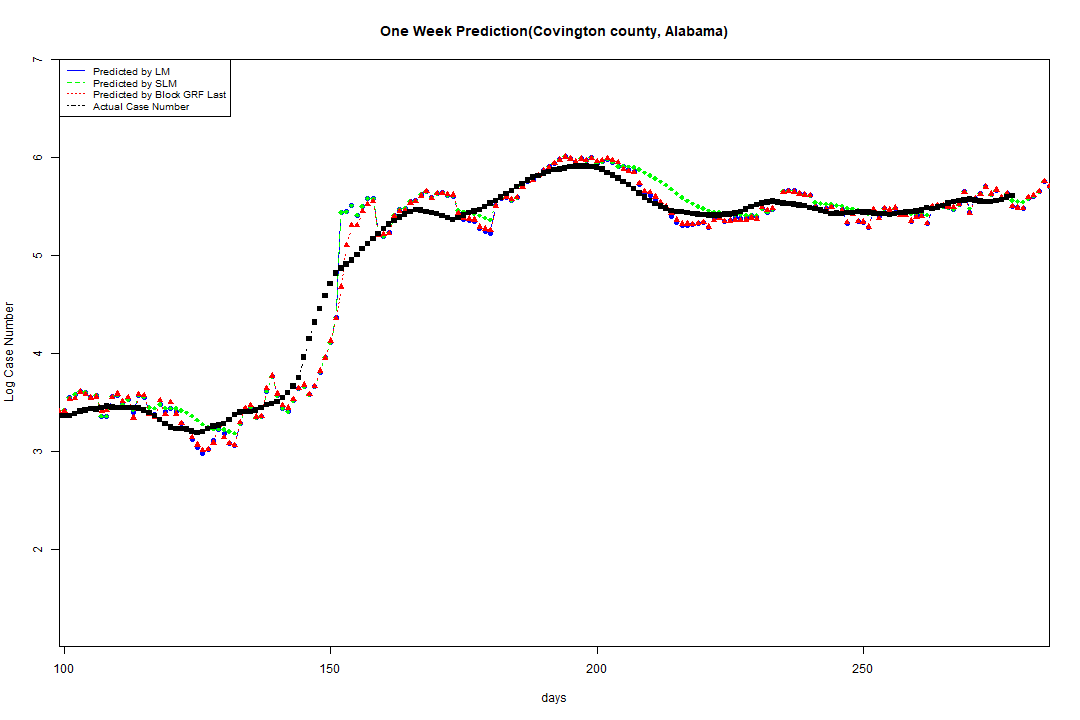 One Week Prediction(Covington county, Alabama)
Predicted by LM
Predicted by SLM
Predicted by Block GRF Last
Actual Case Number
7
6
5
4
3
2
Log Case Number
100 150 200 250
days